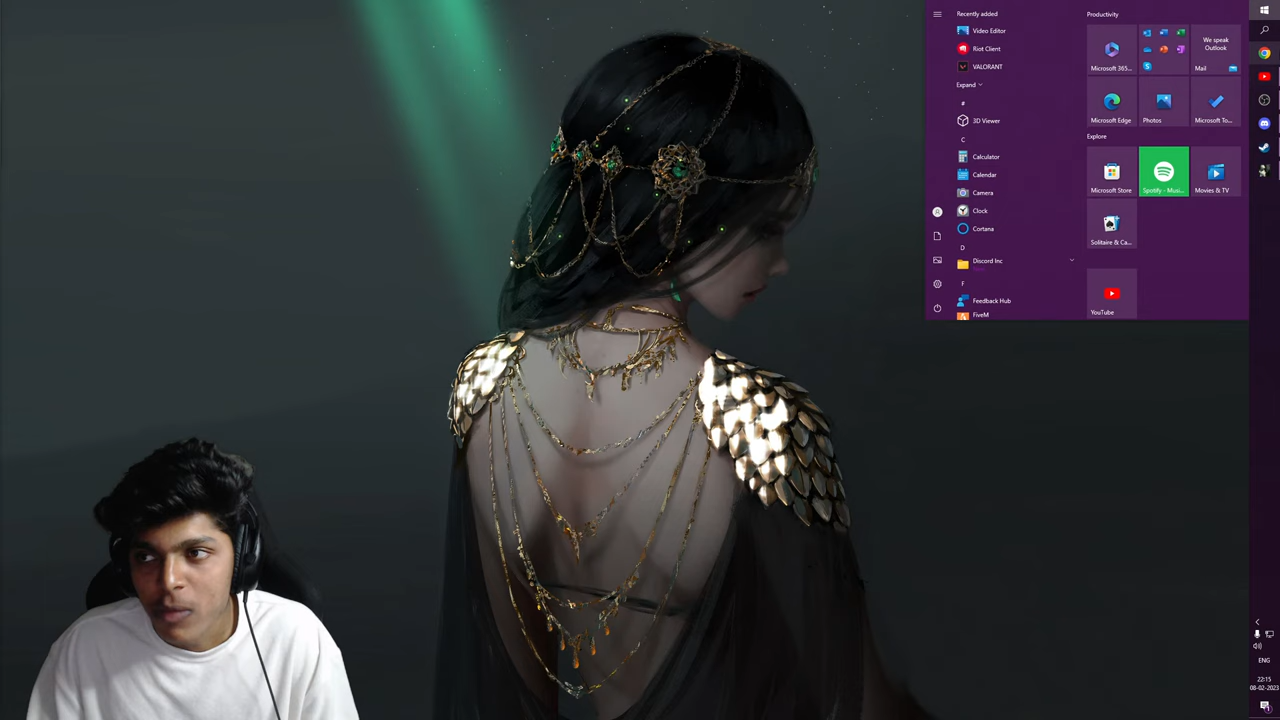 Recently added
Video Editor
Riot Client
VALORANT
Expand
#
3D Viewer
C
Calculator
Calendar
Camera
Clock
Cortana
D
Discord Inc
F
Feedback Hub
FiveM
Productivity
Microsoft 365...
We speak
Outlook
Mail
Microsoft Edge
Photos
Microsoft To...
Explore
Microsoft Store
Spotify - Musi...
Movies & TV
Solitaire & Ca...
YouTube
ENG
22:15
08-02-2023